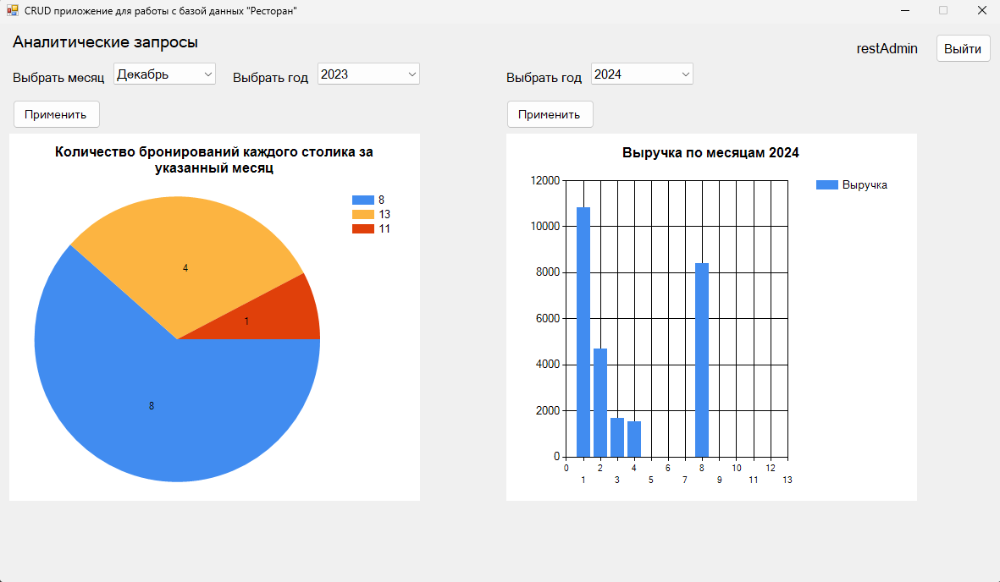 CRUD приложение для работы с базой данных "Ресторан"
Аналитические запросы
restAdmin
Выйти
Выбрать месяц
Декабрь
Выбрать год
2023
Выбрать год
2024
Применить
Применить
Количество бронирований каждого столика за
указанный месяц
8
13
11
4
1
8
Выручка по месяцам 2024
Выручка
12000
10000
8000
6000
4000
2000
0
0 2 4 6 8 10 12
1 3 5 7 9 11 13